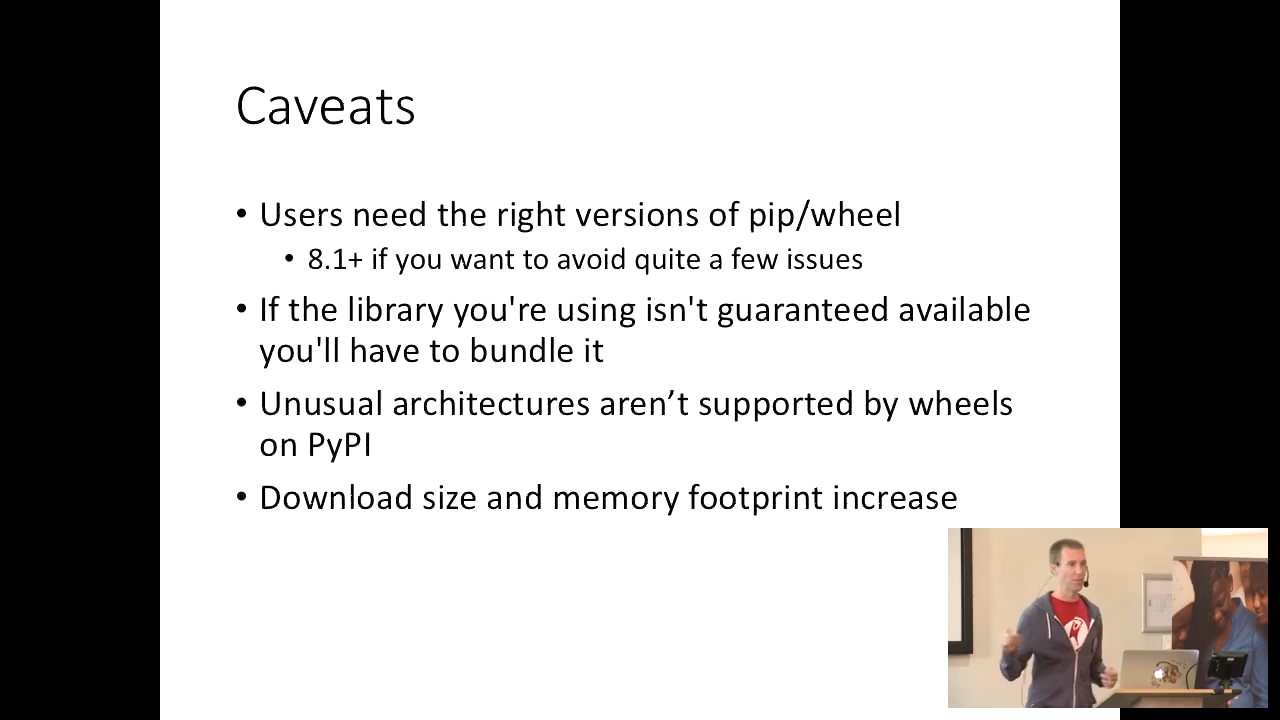 Caveats
• Users need the right versions of pip/wheel
• 8.1+ if you want to avoid quite a few issues
• If the library you're using isn't guaranteed available
you'll have to bundle it
• Unusual architectures aren’t supported by wheels
on PyPI
• Download size and memory footprint increase